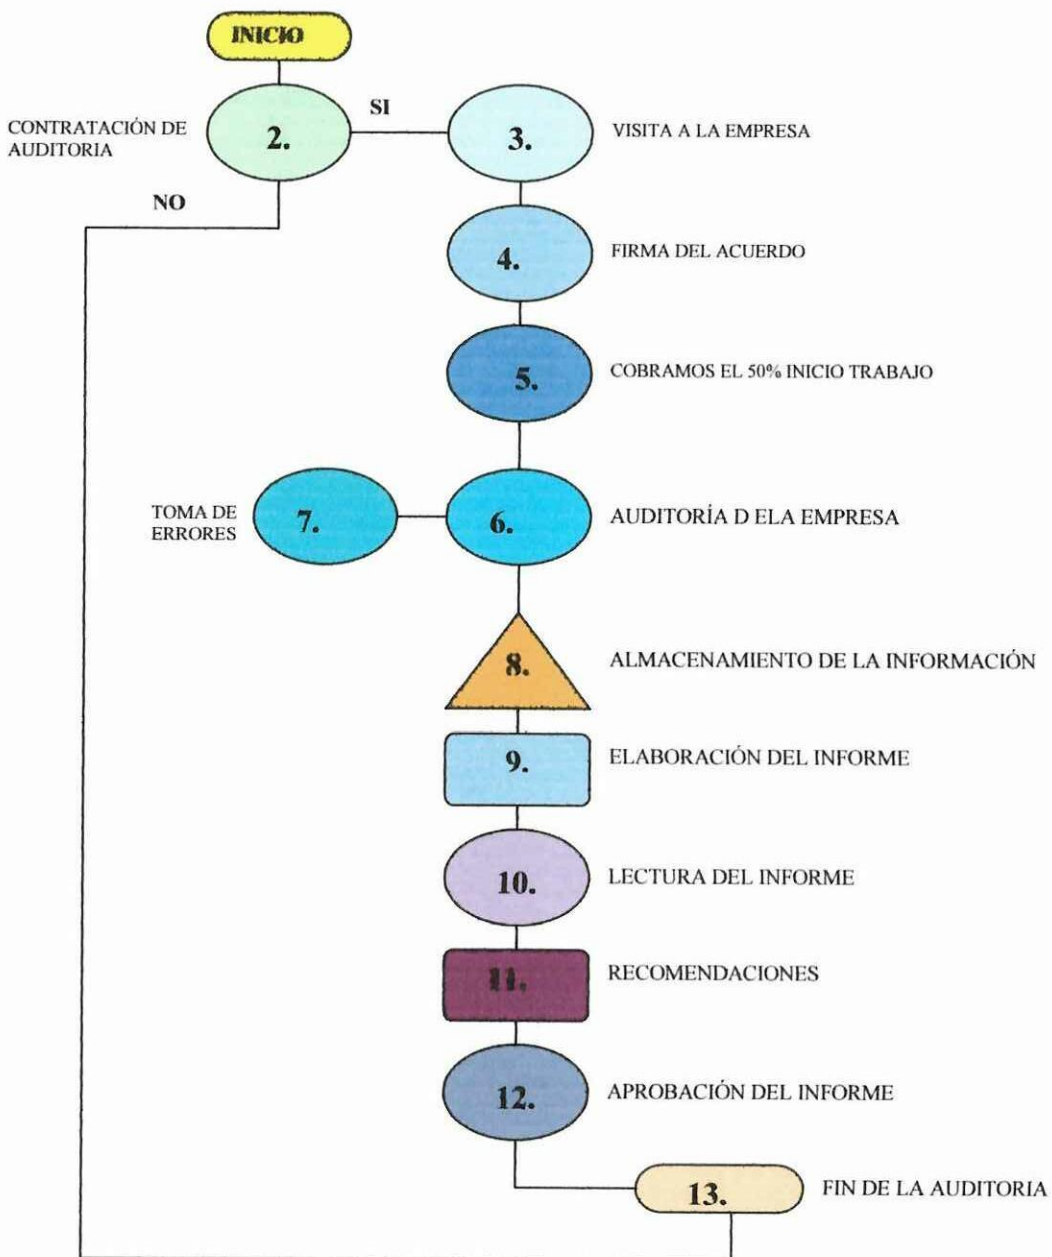 INICIO
SI
CONTRATACIÓN DE
AUDITORIA
2.
3.
VISITA A LA EMPRESA
NO
4.
FIRMA DEL ACUERDO
5.
COBRAMOS EL 50% INICIO TRABAJO
TOMA DE
ERRORES
7.
6.
AUDITORÍA D ELA EMPRESA
8.
ALMACENAMIENTO DE LA INFORMACIÓN
9.
ELABORACIÓN DEL INFORME
10.
LECTURA DEL INFORME
11.
RECOMENDACIONES
12.
APROBACIÓN DEL INFORME
13.
FIN DE LA AUDITORIA